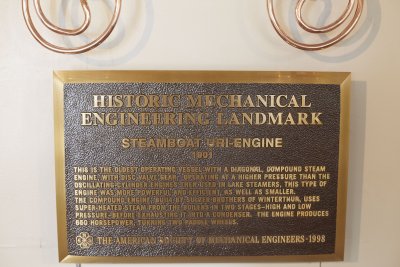 HISTORIC MECHANICAL
ENGINEERING LANDMARK
STEAMBOAT URI-ENGINE
1901
THIS IS THE OLDEST OPERATING VESSEL WITH A DIAGONAL, COMPOUND STEAM
ENGINE, WITH DISC VALVE GEAR, OPERATING AT A HIGHER PRESSURE THAN THE
OSCILLATING CYLINDER ENGINES THEN USED IN LAKE STEAMERS, THIS TYPE OF
ENGINE WAS MORE POWERFUL AND EFFICIENT AS WELL AS SMALLER.
THE COMPOUND ENGINE, BUILT BY SULZER BROTHERS OF WINTERTHUR, USES
SUPER-HEATED STEAM FROM THE BOILERS IN TWO STAGES-HIGH AND LOW
PRESSURE-BEFORE EXHAUSTING IT INTO A CONDENSER. THE ENGINE PRODUCES
650 HORSEPOWER, TURNING TWO PADDLE WHEELS.
THE AMERICAN SOCIETY OF MECHANICAL ENGINEERS-1998